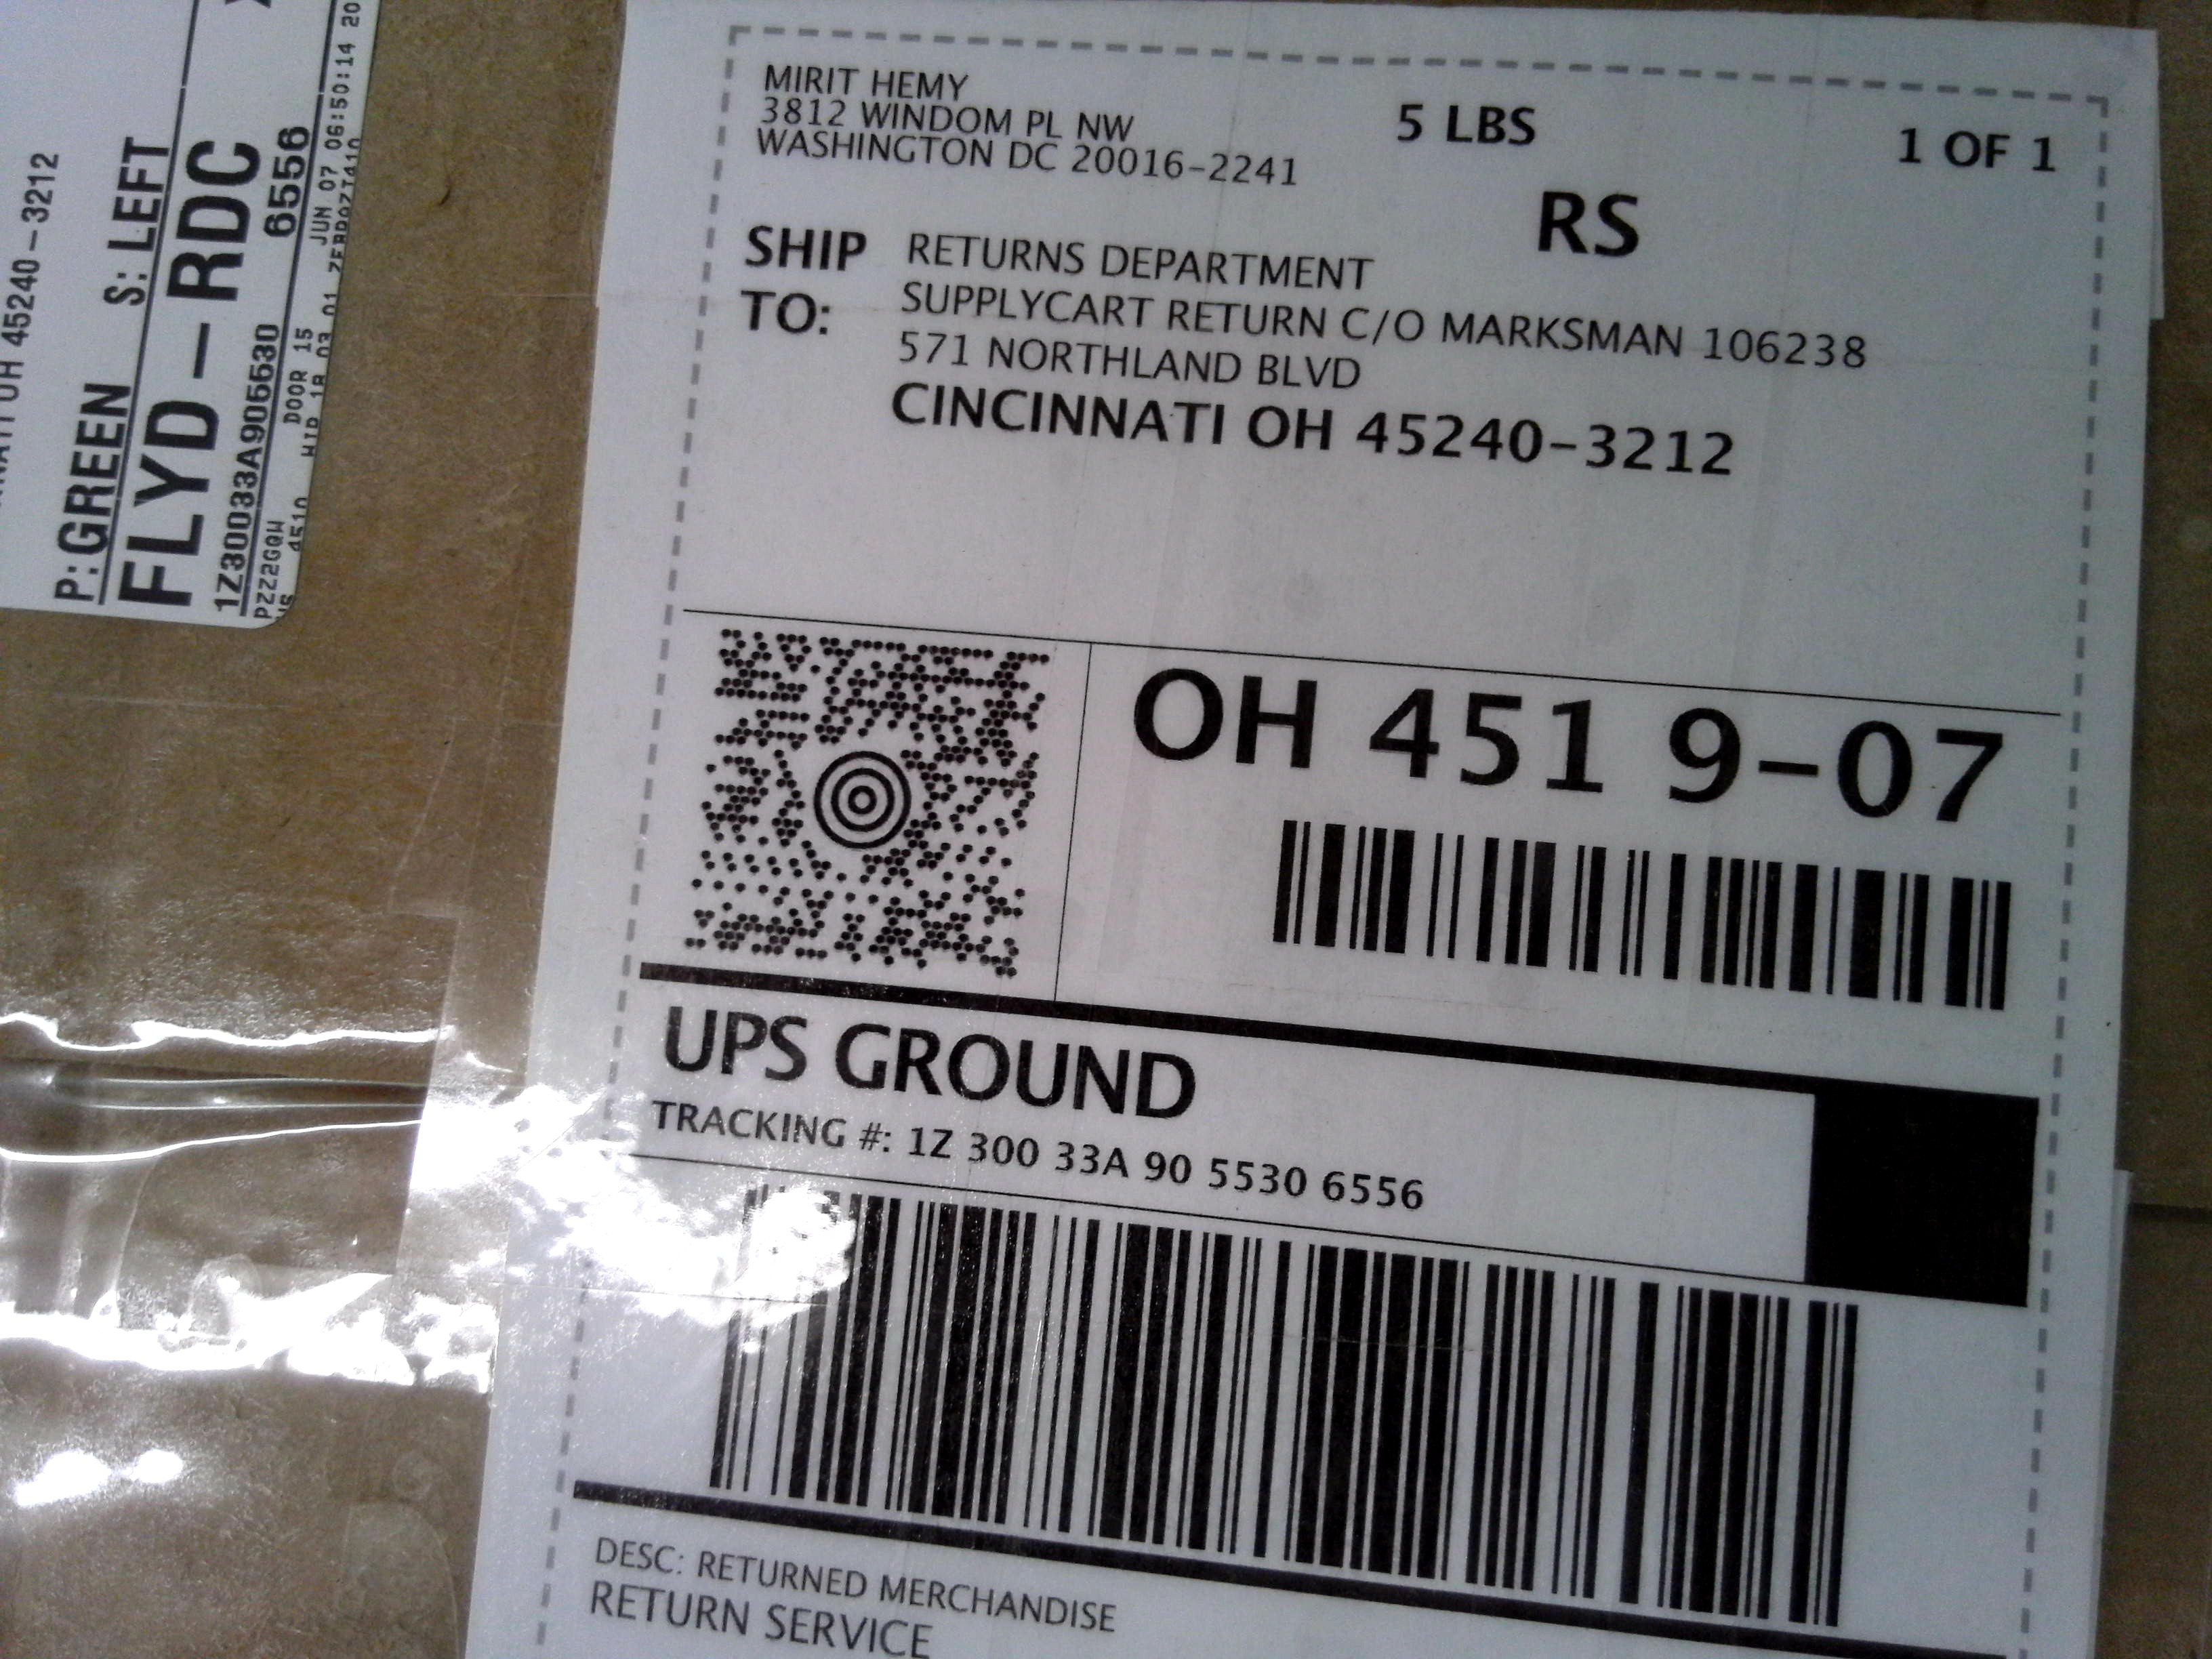 MIRIT HEMY
3812 WINDOM PL NW
WASHINGTON DC 20016-2241
5 LBS
1 OF 1
RS
SHIP TO:
RETURNS DEPARTMENT
SUPPLYCART RETURN C/O MARKSMAN 106238
571 NORTHLAND BLVD
CINCINNATI OH 45240-3212
OH 451 9-07
UPS GROUND
TRACKING #: 1Z 300 33A 90 5530 6556
DESC: RETURNED MERCHANDISE
RETURN SERVICE
OH 45240-3212
P: GREEN S: LEFT
FLYD-RDC
6556
DOOR 15 JUN 07 06:50:14 20
PZZ2GQW
4510